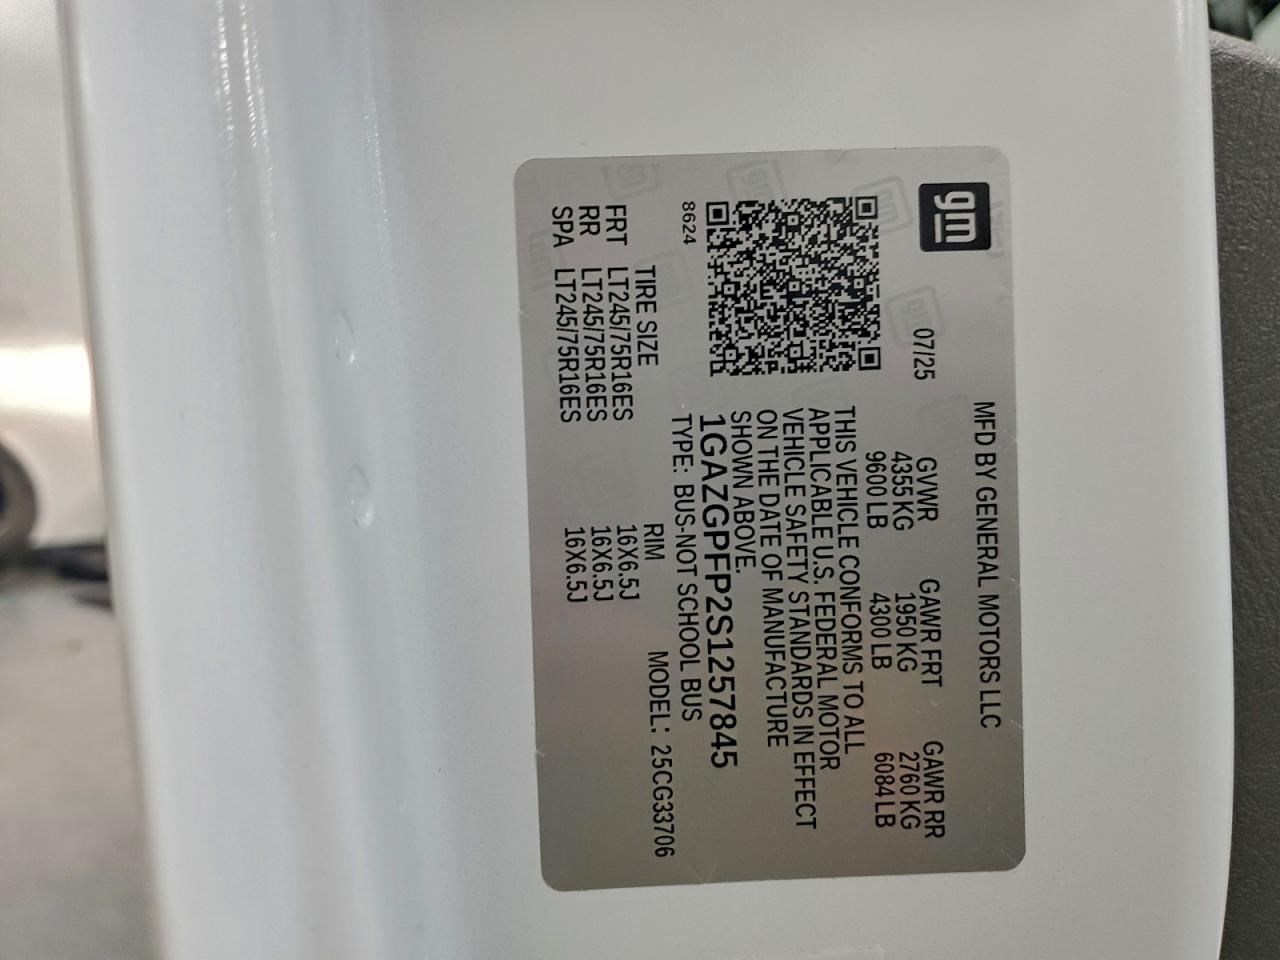 gm
MFD BY GENERAL MOTORS LLC
07/25
GVWR GAWR FRT GAWR RR
4355 KG 1950 KG 2760 KG
9600 LB 4300 LB 6084 LB
THIS VEHICLE CONFORMS TO ALL
APPLICABLE U.S. FEDERAL MOTOR
VEHICLE SAFETY STANDARDS IN EFFECT
ON THE DATE OF MANUFACTURE
SHOWN ABOVE.
1GAZGPFP2S1257845
8624
TYPE: BUS-NOT SCHOOL BUS
MODEL: 25CG33706
TIRE SIZE RIM
FRT LT245/75R16ES 16X6.5J
RR LT245/75R16ES 16X6.5J
SPA LT245/75R16ES 16X6.5J